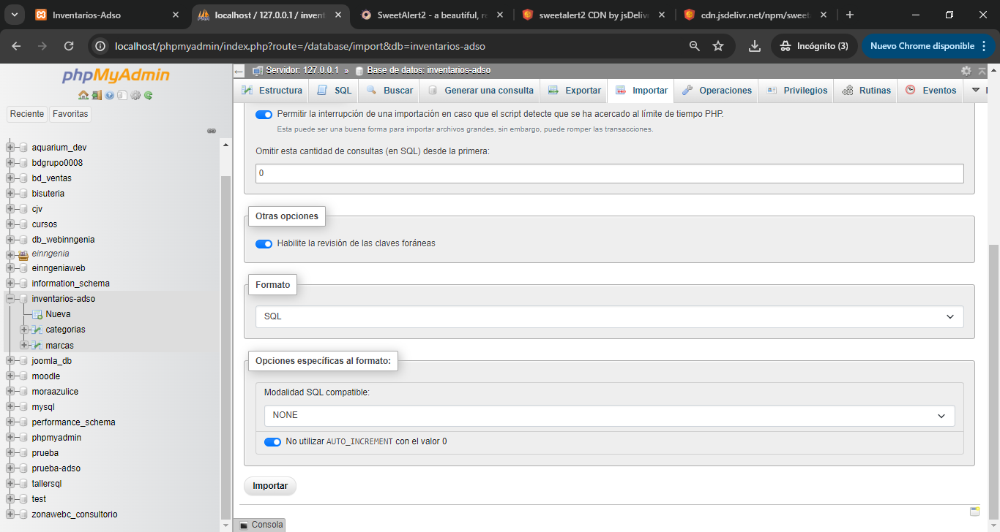 Inventarios-Adso
localhost / 127.0.0.1 / invent
SweetAlert2 - a beautiful, re
sweetalert2 CDN by jsDelivr
cdn.jsdelivr.net/npm/sweet
localhost/phpmyadmin/index.php?route=/database/import&db=inventarios-adso
Incógnito (3)
Nuevo Chrome disponible
phpMyAdmin
Reciente
Favoritas
aquarium_dev
bdgrupo0008
bd_ventas
bisuteria
cjv
cursos
db_webinngenia
einngenia
einngeniaweb
information_schema
inventarios-adso
Nueva
categorias
marcas
joomla_db
moodle
moraazulice
mysql
performance_schema
phpmyadmin
prueba
prueba-adso
tallersql
test
zonawebc_consultorio
Servidor: 127.0.0.1 » Base de datos: inventarios-adso
Estructura
SQL
Buscar
Generar una consulta
Exportar
Importar
Operaciones
Privilegios
Rutinas
Eventos
Permitir la interrupción de una importación en caso que el script detecte que se ha acercado al límite de tiempo PHP.
Esta puede ser una buena forma para importar archivos grandes, sin embargo, puede romper las transacciones.
Omitir esta cantidad de consultas (en SQL) desde la primera:
0
Otras opciones
Habilite la revisión de las claves foráneas
Formato
SQL
Opciones específicas al formato:
Modalidad SQL compatible:
NONE
No utilizar AUTO_INCREMENT con el valor 0
Importar
Consola